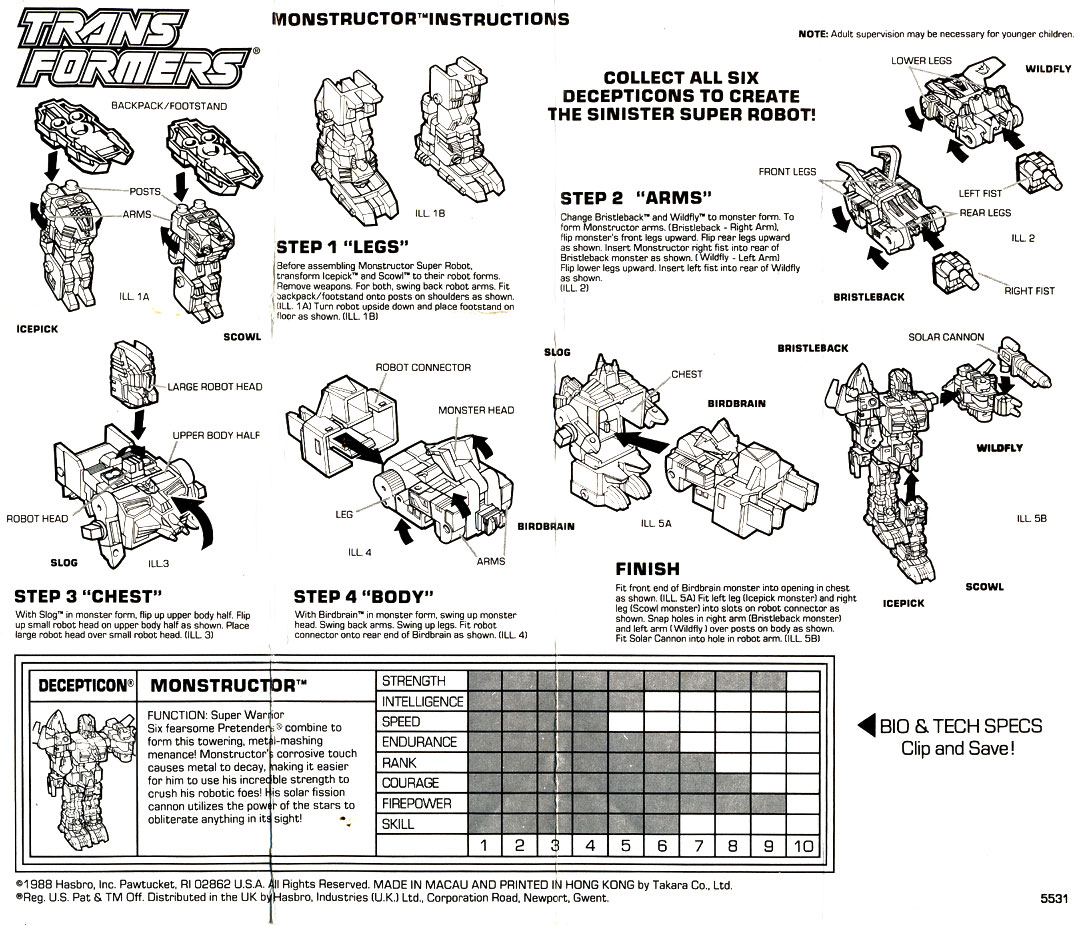 TRANS
FORMERS®
MONSTRUCTOR™INSTRUCTIONS
NOTE: Adult supervision may be necessary for younger children.
COLLECT ALL SIX
DECEPTICONS TO CREATE
THE SINISTER SUPER ROBOT!
BACKPACK/FOOTSTAND
POSTS
ARMS
ILL. 1A
ICEPICK
SCOWL
ILL. 1B
STEP 1 "LEGS"
Before assembling Monstructor Super Robot,
transform Icepick™ and Scowl™ to their robot forms.
Remove weapons. For both, swing back robot arms. Fit
backpack/footstand onto posts on shoulders as shown.
(ILL. 1A) Turn robot upside down and place footstand on
floor as shown. (ILL. 1B)
STEP 2 "ARMS"
Change Bristleback™ and Wildfly™ to monster form. To
form Monstructor arms. (Bristleback - Right Arm),
flip monster's front legs upward. Flip rear legs upward
as shown. Insert Monstructor right fist into rear of
Bristleback monster as shown. ( Wildfly - Left Arm)
Flip lower legs upward. Insert left fist into rear of Wildfly
as shown.
(ILL. 2)
LOWER LEGS
WILDFLY
LEFT FIST
FRONT LEGS
REAR LEGS
ILL. 2
RIGHT FIST
BRISTLEBACK
LARGE ROBOT HEAD
UPPER BODY HALF
ROBOT HEAD
SLOG
ILL.3
STEP 3 "CHEST"
With Slog™ in monster form, flip up upper body half. Flip
up small robot head on upper body half as shown. Place
large robot head over small robot head. (ILL. 3)
ROBOT CONNECTOR
MONSTER HEAD
LEG
ILL. 4
ARMS
BIRDBRAIN
STEP 4 "BODY"
With Birdbrain™ in monster form, swing up monster
head. Swing back arms. Swing up legs. Fit robot
connector onto rear end of Birdbrain as shown. (ILL. 4)
SLOG
CHEST
BIRDBRAIN
ILL. 5A
BRISTLEBACK
SOLAR CANNON
WILDFLY
ILL. 5B
SCOWL
ICEPICK
FINISH
Fit front end of Birdbrain monster into opening in chest
as shown. (ILL. 5A) Fit left leg (Icepick monster) and right
leg (Scowl monster) into slots on robot connector as
shown. Snap holes in right arm (Bristleback monster)
and left arm (Wildfly ) over posts on body as shown.
Fit Solar Cannon into hole in robot arm. (ILL. 5B)
DECEPTICON®
MONSTRUCTOR™
FUNCTION: Super Warrior
Six fearsome Pretenders® combine to
form this towering, metal-mashing
menance! Monstructor's corrosive touch
causes metal to decay, making it easier
for him to use his incredible strength to
crush his robotic foes! His solar fission
cannon utilizes the power of the stars to
obliterate anything in its sight!
STRENGTH
INTELLIGENCE
SPEED
ENDURANCE
RANK
COURAGE
FIREPOWER
SKILL
1 2 3 4 5 6 7 8 9 10
BIO & TECH SPECS
Clip and Save!
©1988 Hasbro, Inc. Pawtucket, RI 02862 U.S.A. All Rights Reserved. MADE IN MACAU AND PRINTED IN HONG KONG by Takara Co., Ltd.
®Reg. U.S. Pat & TM Off. Distributed in the UK by Hasbro, Industries (U.K.) Ltd., Corporation Road, Newport, Gwent.
5531